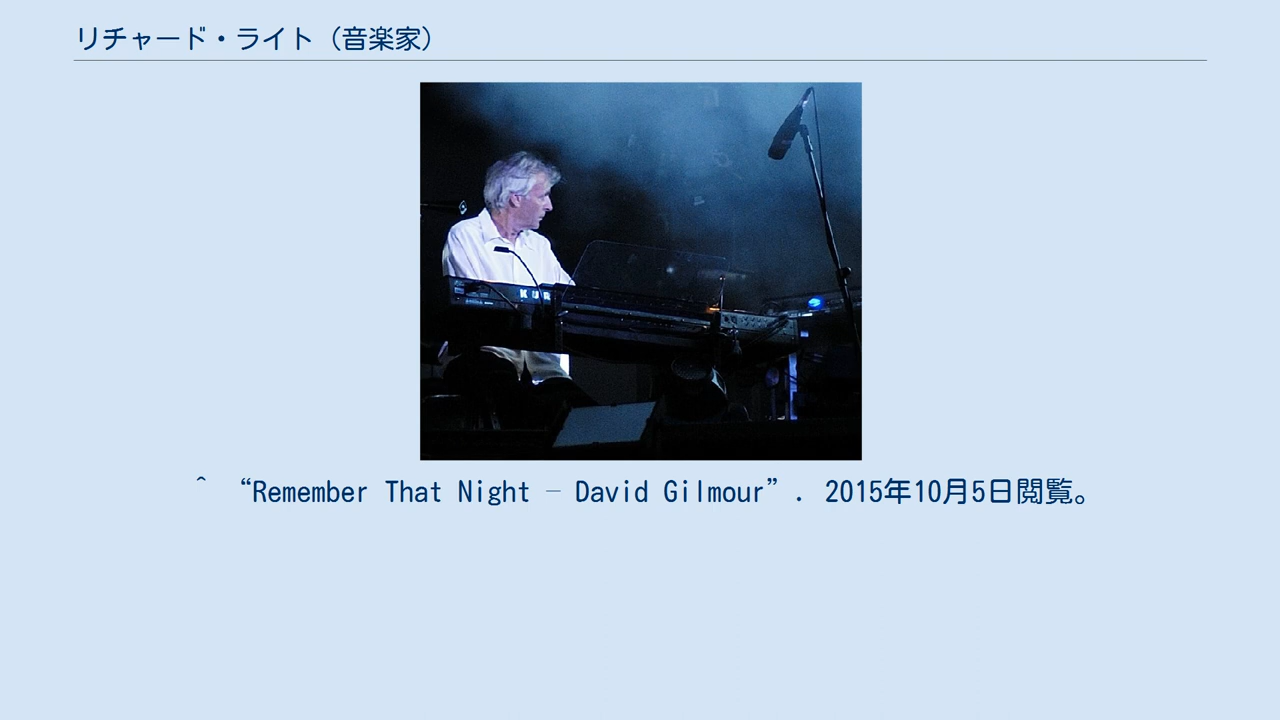 リチャード・ライト（音楽家）
^ “Remember That Night – David Gilmour”. 2015年10月5日閲覧。